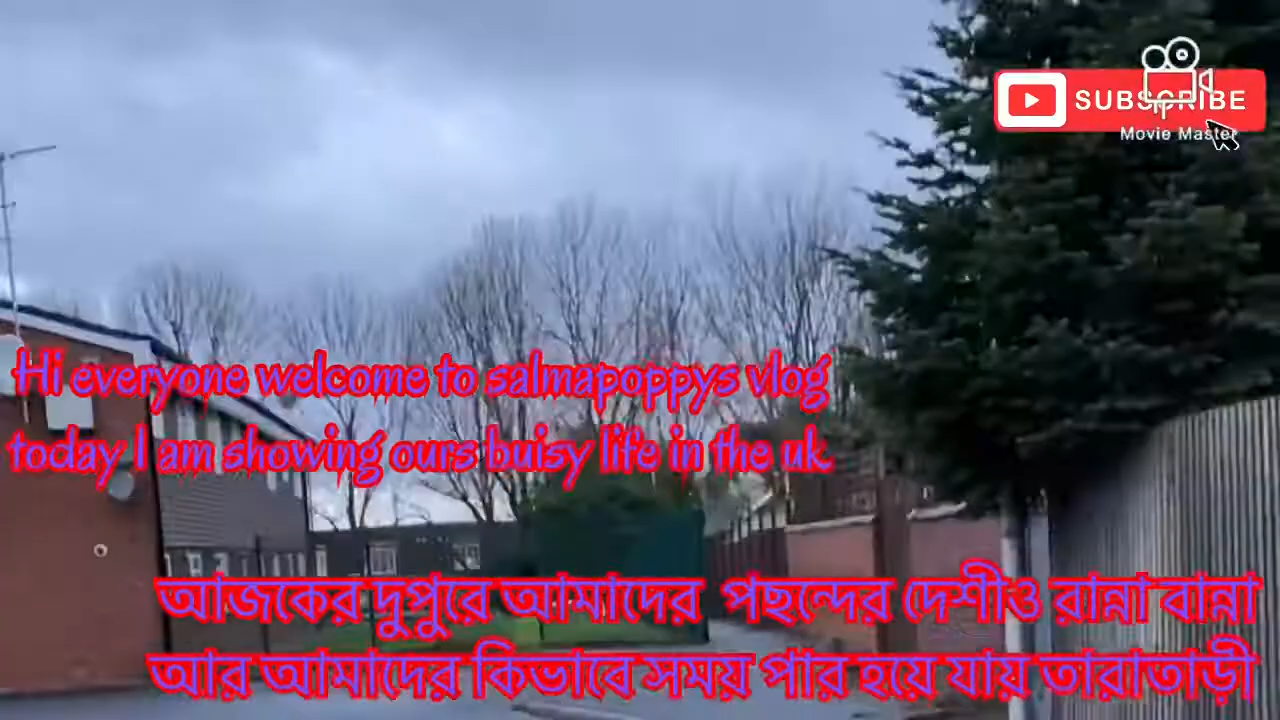 SUBSCRIBE
Movie Master
Hi everyone welcome to salmapoppys vlog
today I am showing ours buisy life in the uk
আজকের দুপুরে আমাদের পছন্দের দেশীও রান্না বান্না
আর আমাদের কিভাবে সময় পার হয়ে যায় তারাতাড়ী